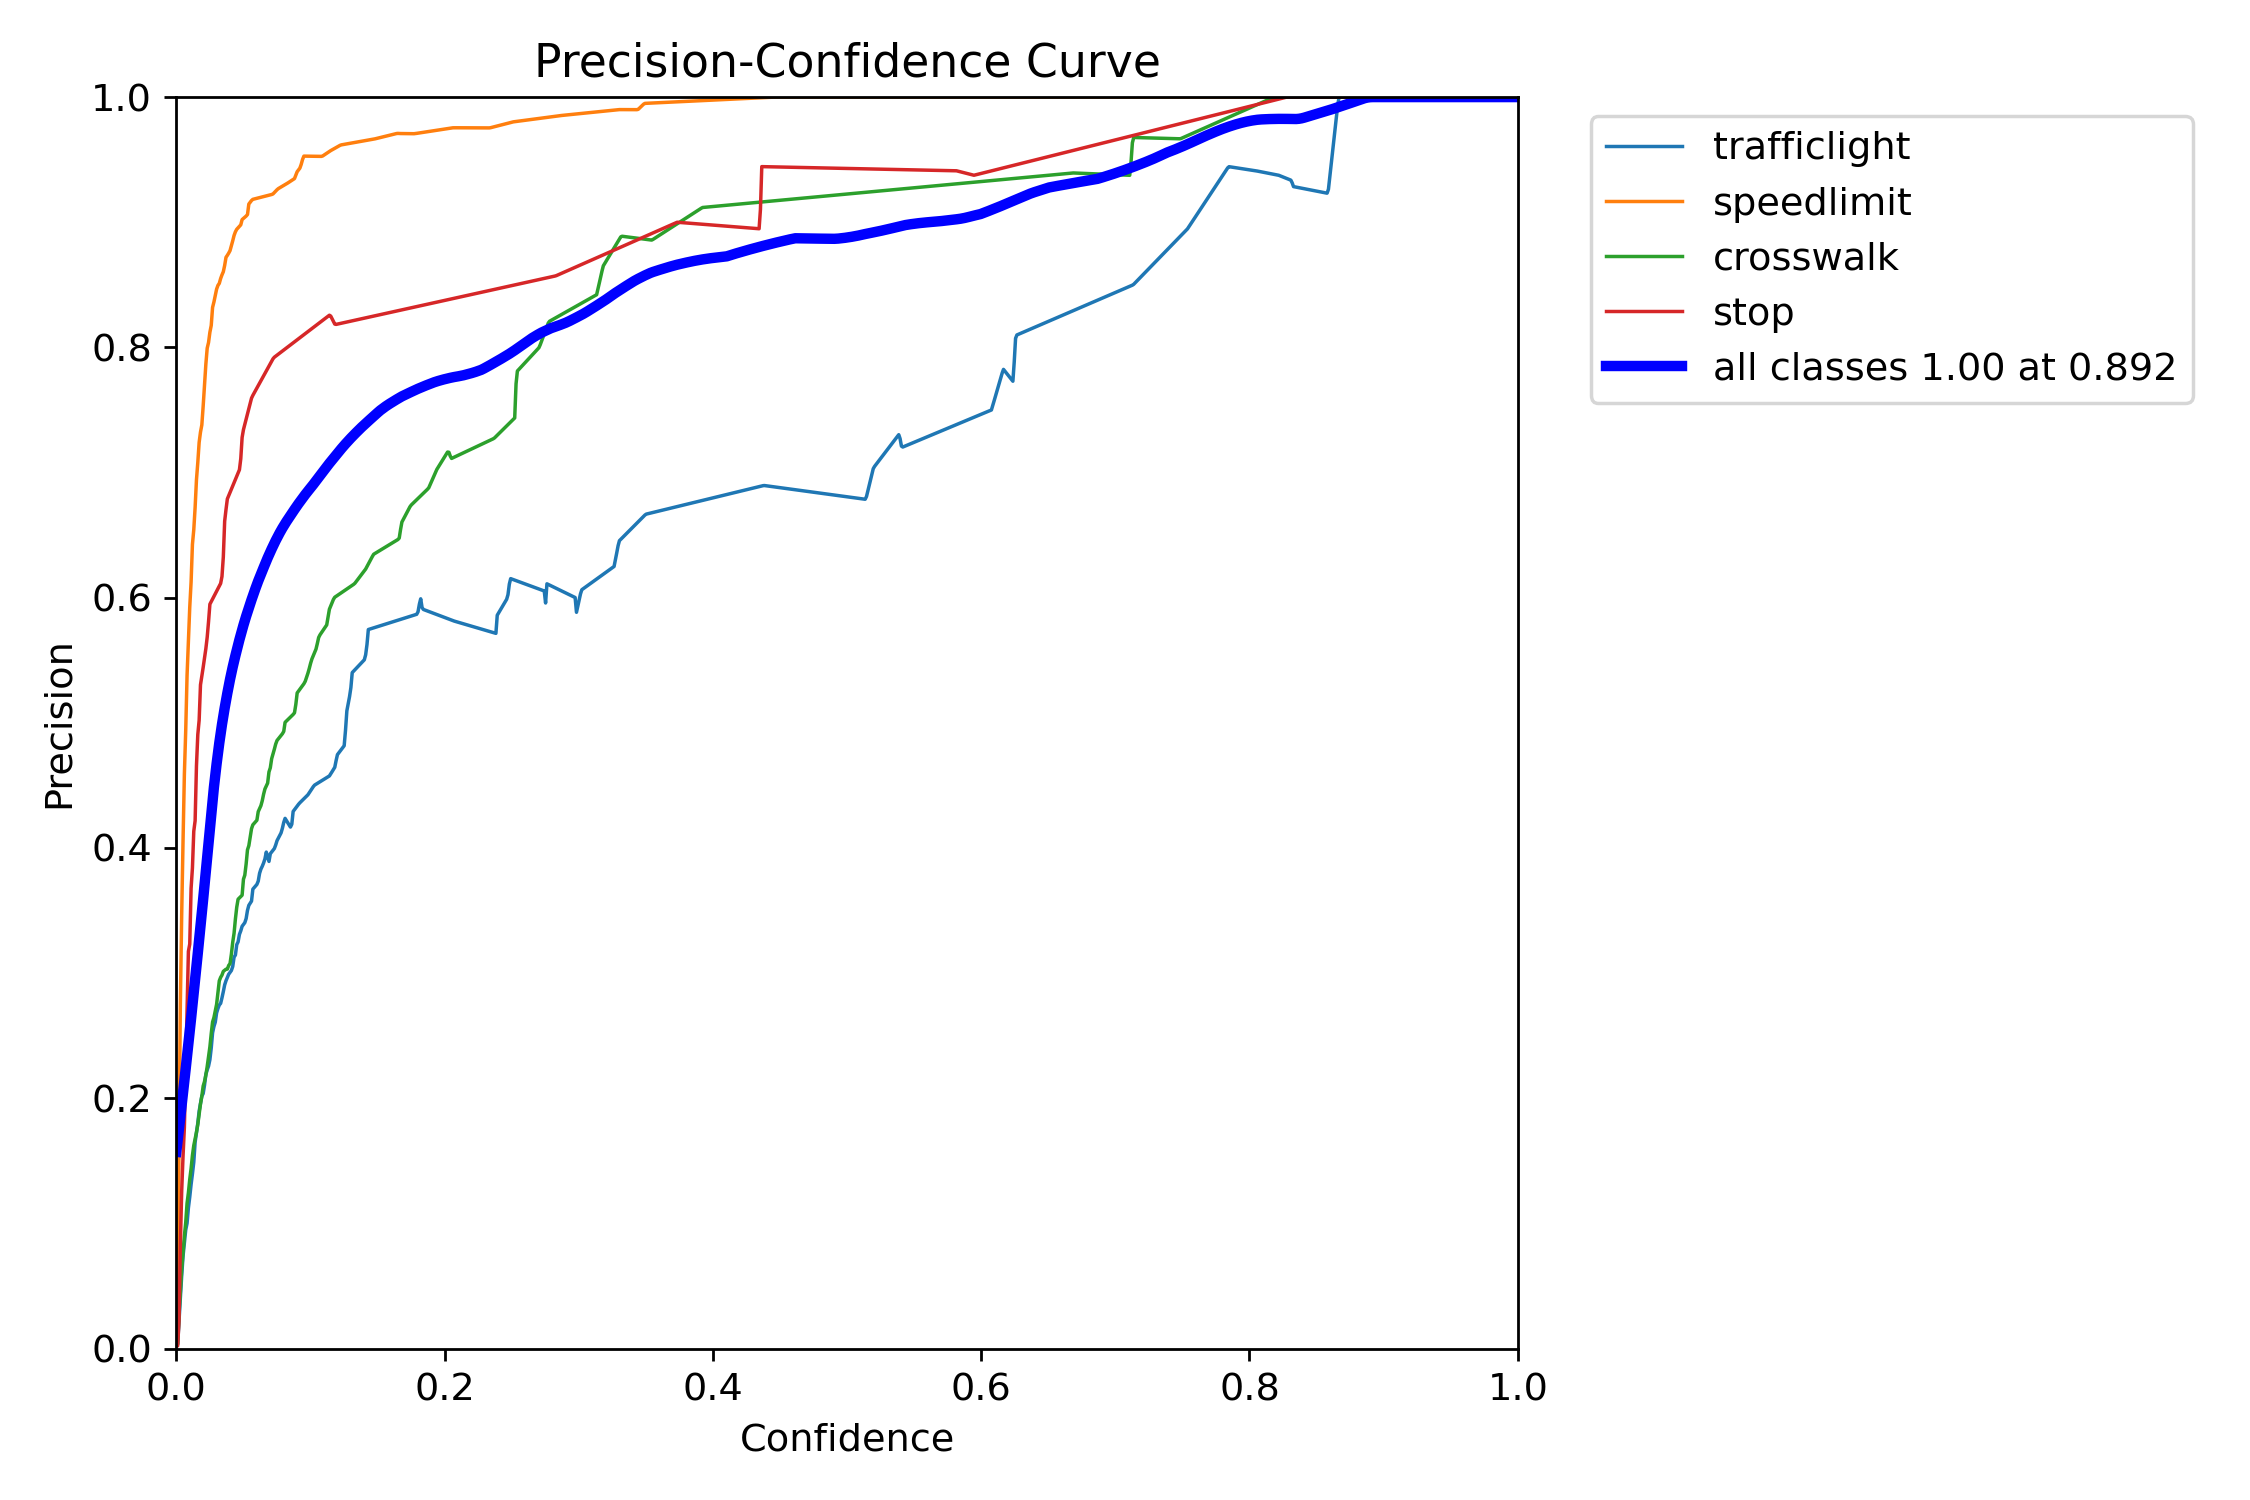 Precision-Confidence Curve
1.0
0.8
0.6
0.4
0.2
0.0
Precision
0.0 0.2 0.4 0.6 0.8 1.0
Confidence
trafficlight
speedlimit
crosswalk
stop
all classes 1.00 at 0.892